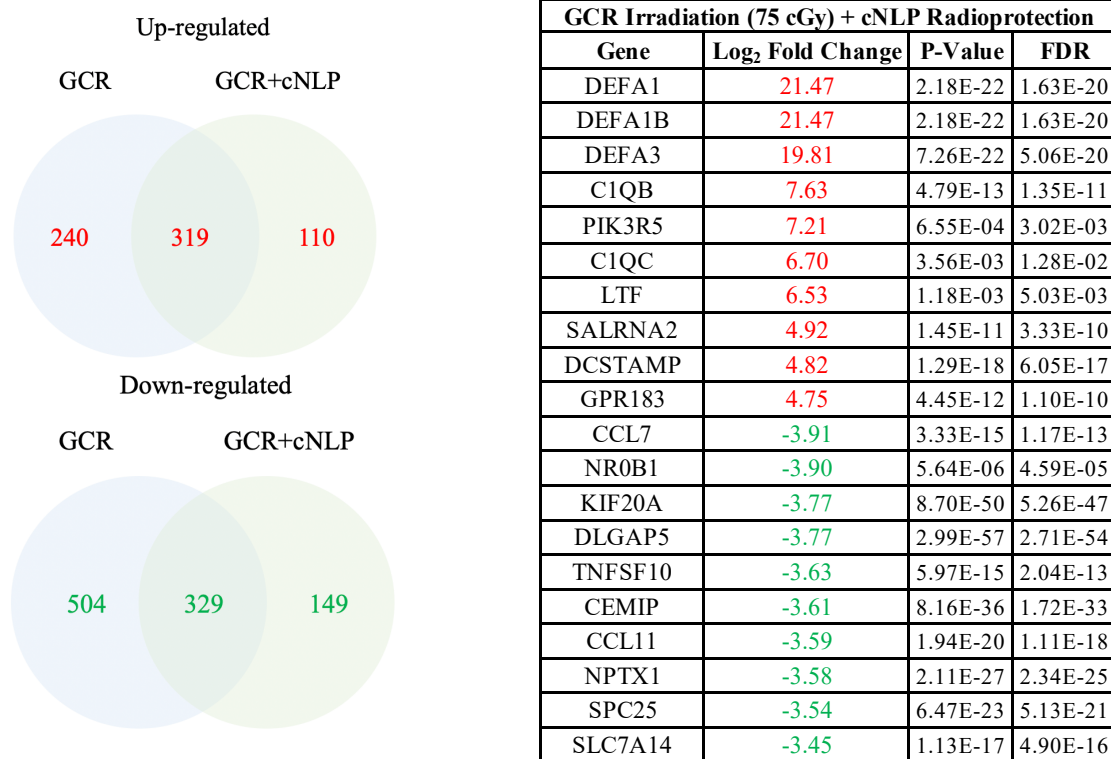 Up-regulated
GCR GCR+cNLP
240 319 110
Down-regulated
GCR GCR+cNLP
504 329 149
GCR Irradiation (75 cGy) + cNLP Radioprotection
Gene Log₂ Fold Change P-Value FDR
DEFA1 21.47 2.18E-22 1.63E-20
DEFA1B 21.47 2.18E-22 1.63E-20
DEFA3 19.81 7.26E-22 5.06E-20
C1QB 7.63 4.79E-13 1.35E-11
PIK3R5 7.21 6.55E-04 3.02E-03
C1QC 6.70 3.56E-03 1.28E-02
LTF 6.53 1.18E-03 5.03E-03
SALRNA2 4.92 1.45E-11 3.33E-10
DCSTAMP 4.82 1.29E-18 6.05E-17
GPR183 4.75 4.45E-12 1.10E-10
CCL7 -3.91 3.33E-15 1.17E-13
NR0B1 -3.90 5.64E-06 4.59E-05
KIF20A -3.77 8.70E-50 5.26E-47
DLGAP5 -3.77 2.99E-57 2.71E-54
TNFSF10 -3.63 5.97E-15 2.04E-13
CEMIP -3.61 8.16E-36 1.72E-33
CCL11 -3.59 1.94E-20 1.11E-18
NPTX1 -3.58 2.11E-27 2.34E-25
SPC25 -3.54 6.47E-23 5.13E-21
SLC7A14 -3.45 1.13E-17 4.90E-16